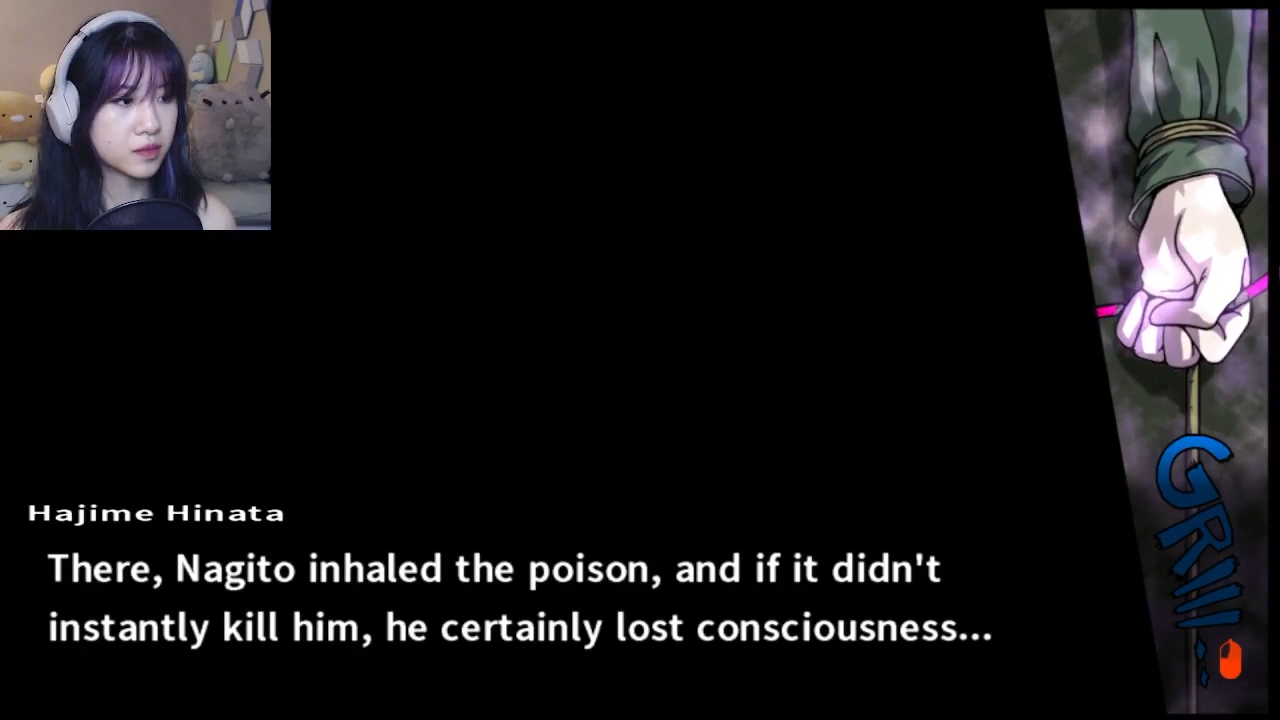 Hajime Hinata
There, Nagito inhaled the poison, and if it didn't
instantly kill him, he certainly lost consciousness...
GRIII...